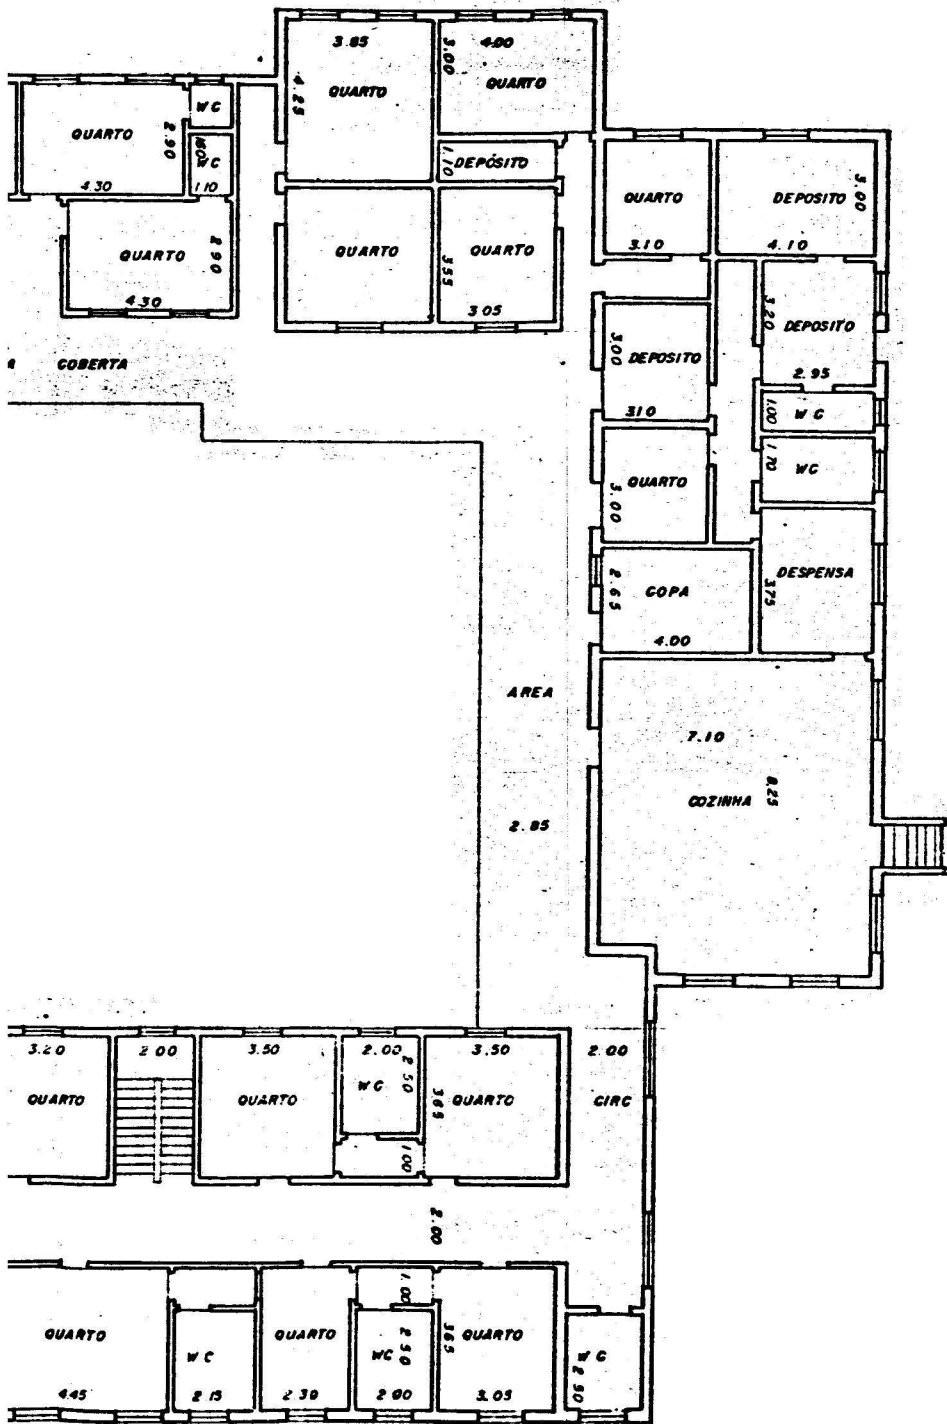 3.85
4.25
QUARTO
4.00
3.00
QUARTO
QUARTO
2.90
4.30
WC
WC
1.10
1.10
DEPÓSITO
QUARTO
2.90
4.30
QUARTO
QUARTO
3.55
3.05
QUARTO
3.10
DEPOSITO
3.00
4.10
3.20
DEPOSITO
2.95
3.00
DEPOSITO
310
COBERTA
1.00
WC
1.70
WC
QUARTO
3.00
DESPENSA
3.75
2.65
COPA
4.00
AREA
2.85
7.10
8.25
COZINHA
3.20
QUARTO
2.00
3.50
QUARTO
2.00
2.50
WC
1.00
3.50
3.65
QUARTO
2.00
CIRC
2.00
QUARTO
4.45
WC
2.15
QUARTO
2.30
1.00
WC
2.50
2.00
3.65
QUARTO
3.05
WC
2.50